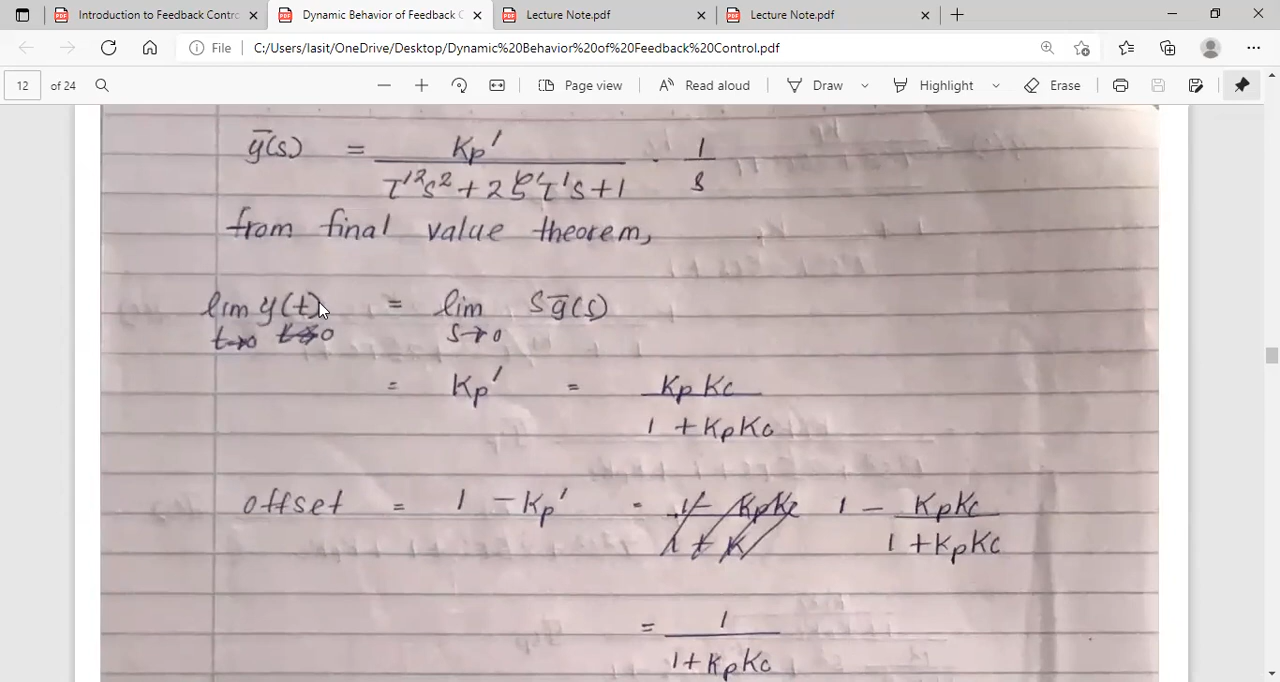 Introduction to Feedback Contro
Dynamic Behavior of Feedback C
Lecture Note.pdf
Lecture Note.pdf
File
C:/Users/lasit/OneDrive/Desktop/Dynamic%20Behavior%20of%20Feedback%20Control.pdf
12 of 24
Page view
Read aloud
Draw
Highlight
Erase
ȳ(s) = Kp' / τ'²s² + 2ζ'τ's + 1 · 1/s
from final value theorem,
lim y(t) = lim sȳ(s)
t→0 s→0
= Kp' = KpKc / 1 + KpKc
offset = 1 - Kp' = 1 - KpKc / 1 + KpKc
= 1 / 1 + KpKc